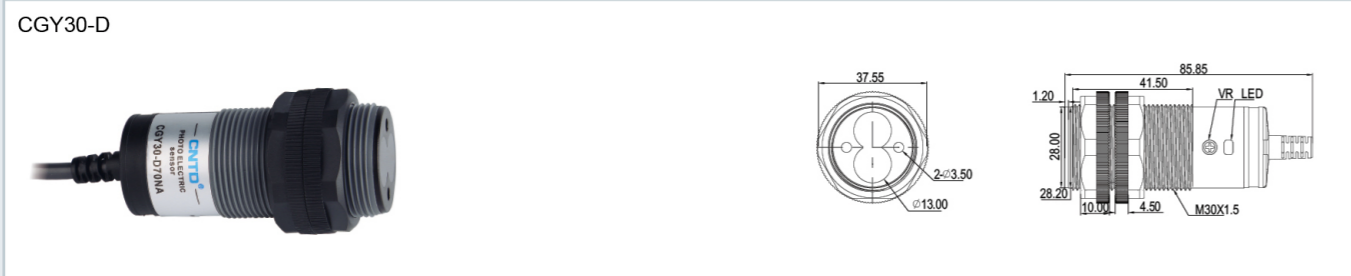 CGY30-D
CNTD®
PHOTO ELECTRIC
sensor
CGY30-D70NA
37.55
2-Ø3.50
Ø13.00
85.85
41.50
1.20
VR LED
28.00
28.20
10.00
4.50
M30X1.5